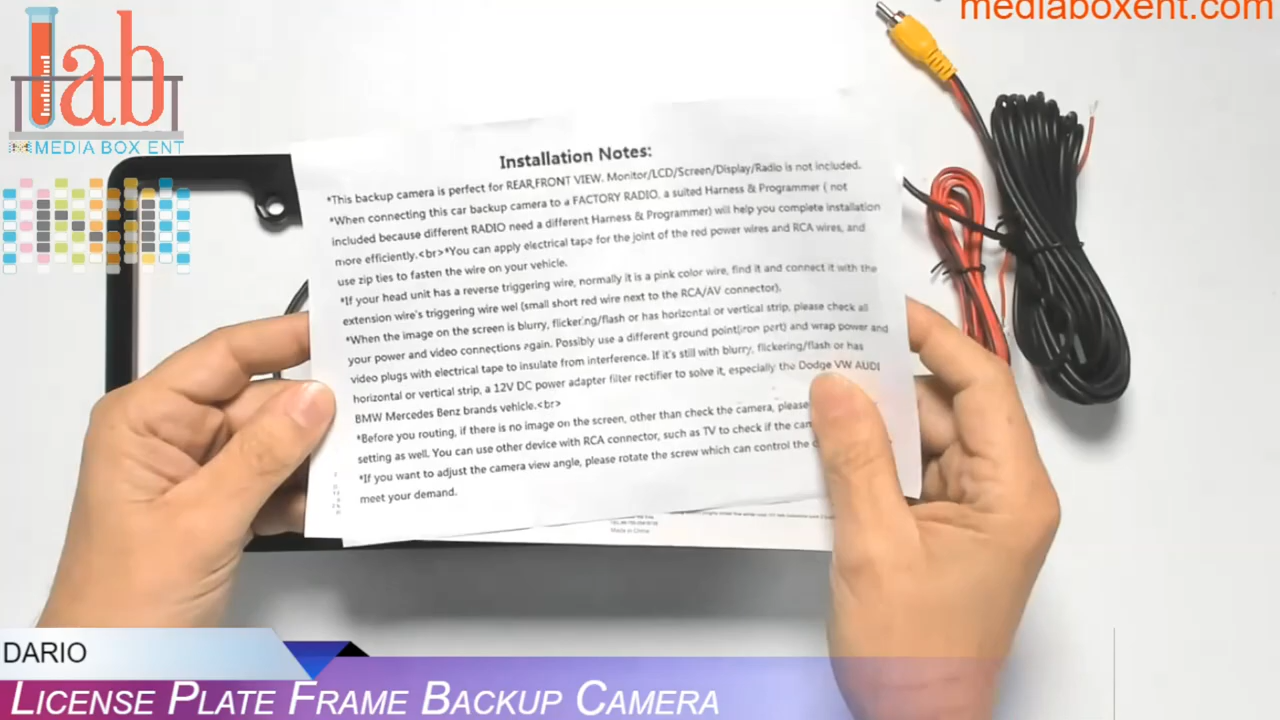 mediaboxent.com
lab
MEDIA BOX ENT
Installation Notes:
*This backup camera is perfect for REAR,FRONT VIEW. Monitor/LCD/Screen/Display/Radio is not included.
*When connecting this car backup camera to a FACTORY RADIO, a suited Harness & Programmer ( not
included because different RADIO need a different Harness & Programmer) will help you complete installation
more efficiently.<br>*You can apply electrical tape for the joint of the red power wires and RCA wires, and
use zip ties to fasten the wire on your vehicle.
*If your head unit has a reverse triggering wire, normally it is a pink color wire, find it and connect it with the
extension wire's triggering wire wel (small short red wire next to the RCA/AV connector).
*When the image on the screen is blurry, flickering/flash or has horizontal or vertical strip, please check all
your power and video connections again. Possibly use a different ground point(iron part) and wrap power and
video plugs with electrical tape to insulate from interference. If it's still with blurry, flickering/flash or has
horizontal or vertical strip, a 12V DC power adapter filter rectifier to solve it, especially the Dodge VW AUDI
BMW Mercedes Benz brands vehicle.<br>
*Before you routing, if there is no image on the screen, other than check the camera, please
setting as well. You can use other device with RCA connector, such as TV to check if the
*If you want to adjust the camera view angle, please rotate the screw which can control the
meet your demand.
Made in China
DARIO
LICENSE PLATE FRAME BACKUP CAMERA